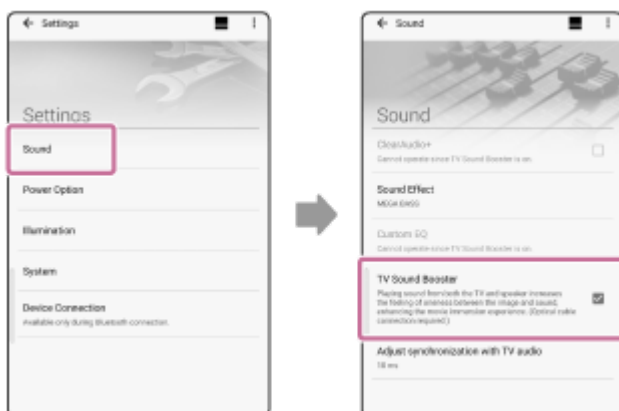 Settings
Settings
Sound
Power Option
Illumination
System
Device Connection
Available only during Bluetooth connection.
Sound
Sound
ClearAudio+
Cannot operate since TV Sound Booster is on.
Sound Effect
MEGA BASS
Custom EQ
Cannot operate since TV Sound Booster is on.
TV Sound Booster
Playing sound from both the TV and speaker increases
the feeling of oneness between the image and sound,
enhancing the movie immersion experience. (Optical cable
connection required.)
Adjust synchronization with TV audio